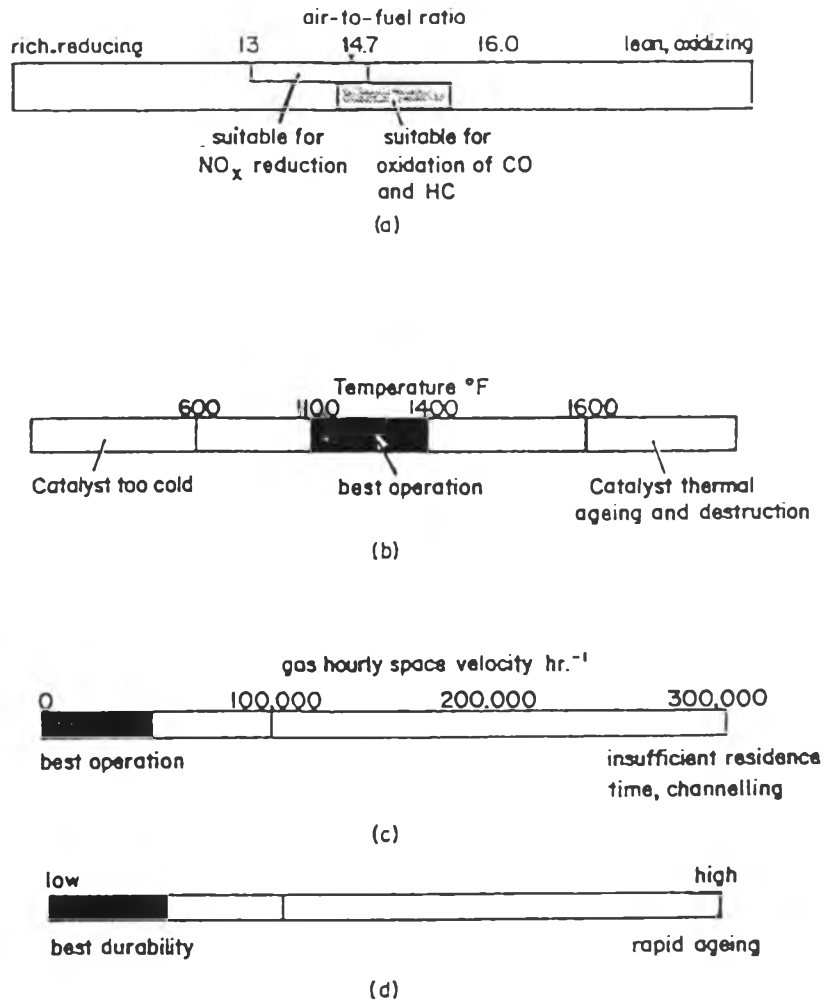 air-to-fuel ratio
rich.reducing 13 14.7 16.0 lean, oxidizing
suitable for suitable for
NOx reduction oxidation of CO
and HC
(a)
Temperature °F
600 1100 1400 1600
Catalyst too cold best operation Catalyst thermal
ageing and destruction
(b)
gas hourly space velocity hr.⁻¹
0 100,000 200.000 300,000
best operation insufficient residence
time, channelling
(c)
low high
best durability rapid ageing
(d)